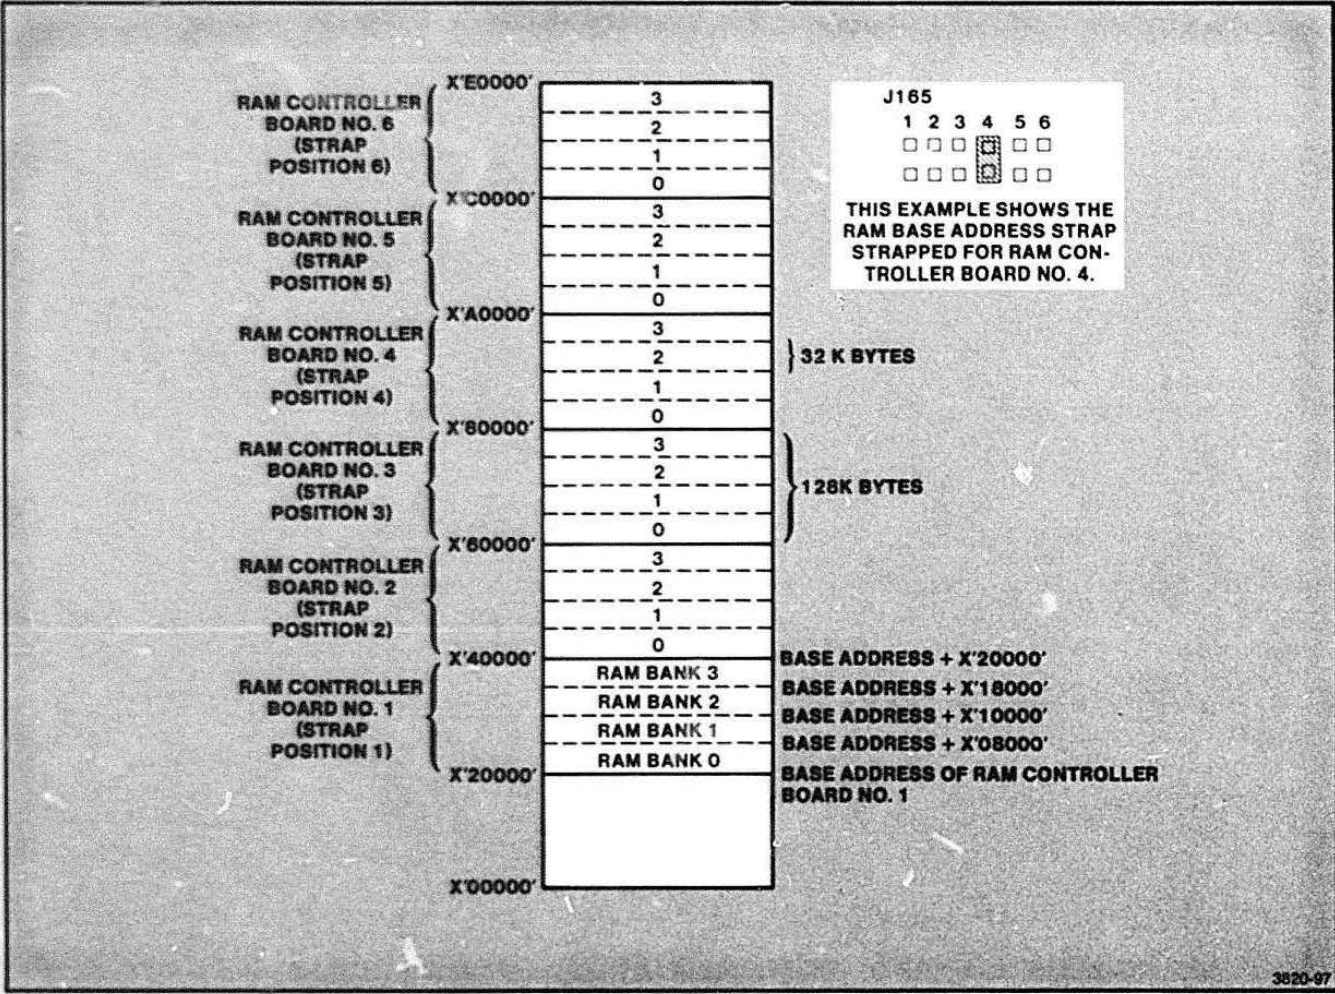 X'E0000'
RAM CONTROLLER
BOARD NO. 6
(STRAP
POSITION 6)
3
2
1
0
X'C0000'
RAM CONTROLLER
BOARD NO. 5
(STRAP
POSITION 5)
3
2
1
0
X'A0000'
RAM CONTROLLER
BOARD NO. 4
(STRAP
POSITION 4)
3
2
1
0
32 K BYTES
X'80000'
RAM CONTROLLER
BOARD NO. 3
(STRAP
POSITION 3)
3
2
1
0
128K BYTES
X'60000'
RAM CONTROLLER
BOARD NO. 2
(STRAP
POSITION 2)
3
2
1
0
X'40000'
BASE ADDRESS + X'20000'
RAM CONTROLLER
BOARD NO. 1
(STRAP
POSITION 1)
RAM BANK 3
BASE ADDRESS + X'18000'
RAM BANK 2
BASE ADDRESS + X'10000'
RAM BANK 1
BASE ADDRESS + X'08000'
RAM BANK 0
X'20000'
BASE ADDRESS OF RAM CONTROLLER
BOARD NO. 1
X'00000'
J165
1 2 3 4 5 6
THIS EXAMPLE SHOWS THE
RAM BASE ADDRESS STRAP
STRAPPED FOR RAM CON-
TROLLER BOARD NO. 4.
3820-97